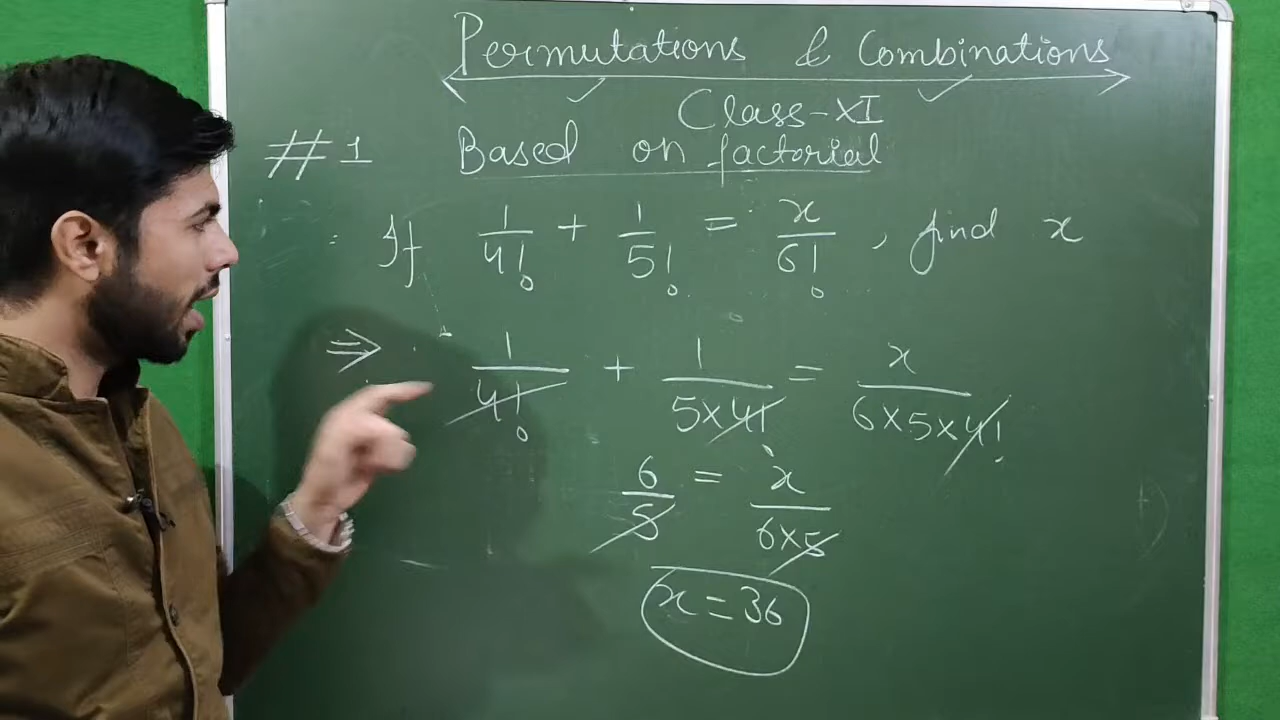 Permutations & Combinations
Class-XI
#1 Based on factorial
If 1/4! + 1/5! = x/6!, find x
⇒ 1/4! + 1/5×4! = x/6×5×4!
6/5 = x/6×5
x = 36